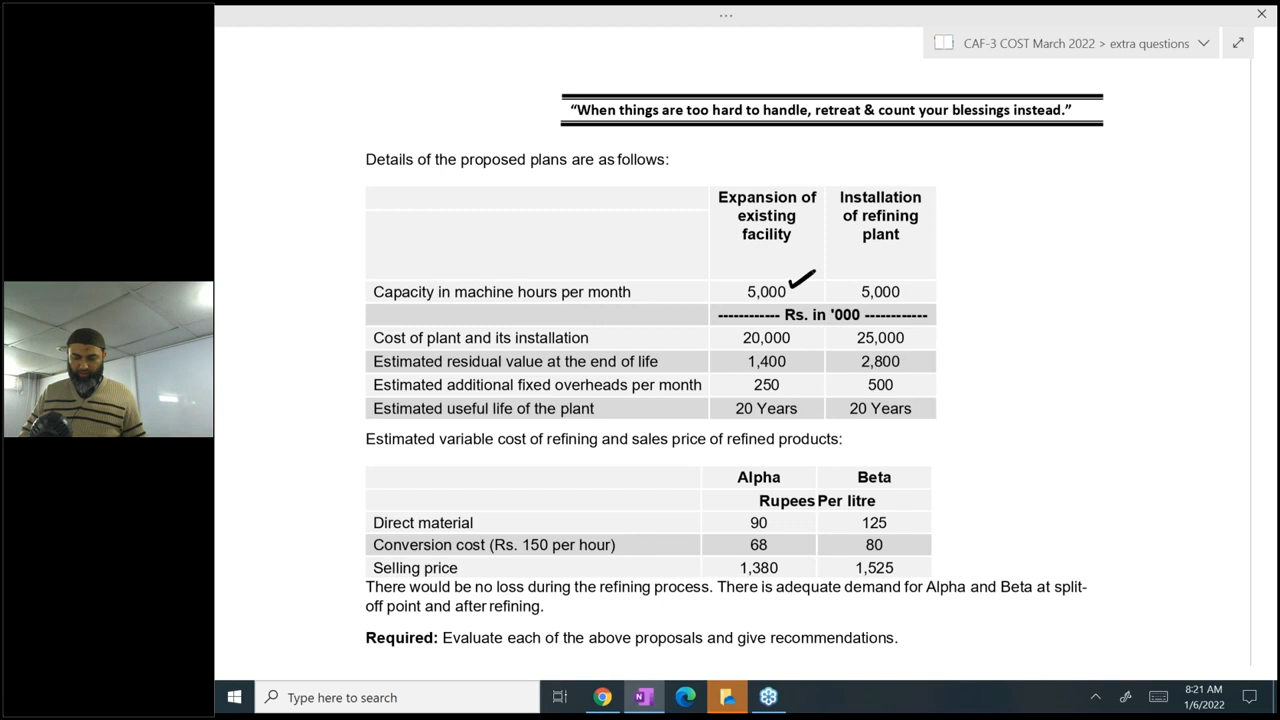 CAF-3 COST March 2022 > extra questions
“When things are too hard to handle, retreat & count your blessings instead.”
Details of the proposed plans are as follows:
Expansion of existing facility Installation of refining plant
Capacity in machine hours per month 5,000 5,000
------------ Rs. in '000 ------------
Cost of plant and its installation 20,000 25,000
Estimated residual value at the end of life 1,400 2,800
Estimated additional fixed overheads per month 250 500
Estimated useful life of the plant 20 Years 20 Years
Estimated variable cost of refining and sales price of refined products:
Alpha Beta
Rupees Per litre
Direct material 90 125
Conversion cost (Rs. 150 per hour) 68 80
Selling price 1,380 1,525
There would be no loss during the refining process. There is adequate demand for Alpha and Beta at split-
off point and after refining.
Required: Evaluate each of the above proposals and give recommendations.
Type here to search
8:21 AM
1/6/2022